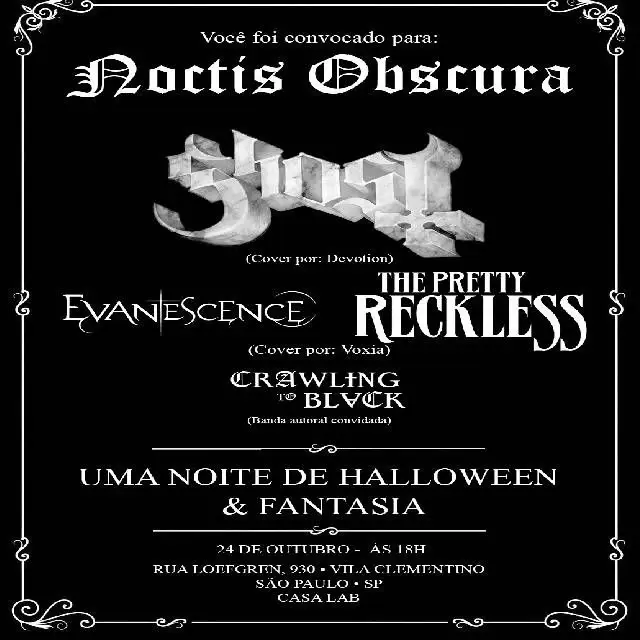 Você foi convocado para:
Noctis Obscura
Ghost
(Cover por: Devotion)
EVANESCENCE
THE PRETTY
RECKLESS
(Cover por: Voxia)
CRAWLING
TO BLACK
(Banda autoral convidada)
UMA NOITE DE HALLOWEEN
& FANTASIA
24 DE OUTUBRO - ÀS 18H
RUA LOEFGREN, 930 • VILA CLEMENTINO
SÃO PAULO • SP
CASA LAB